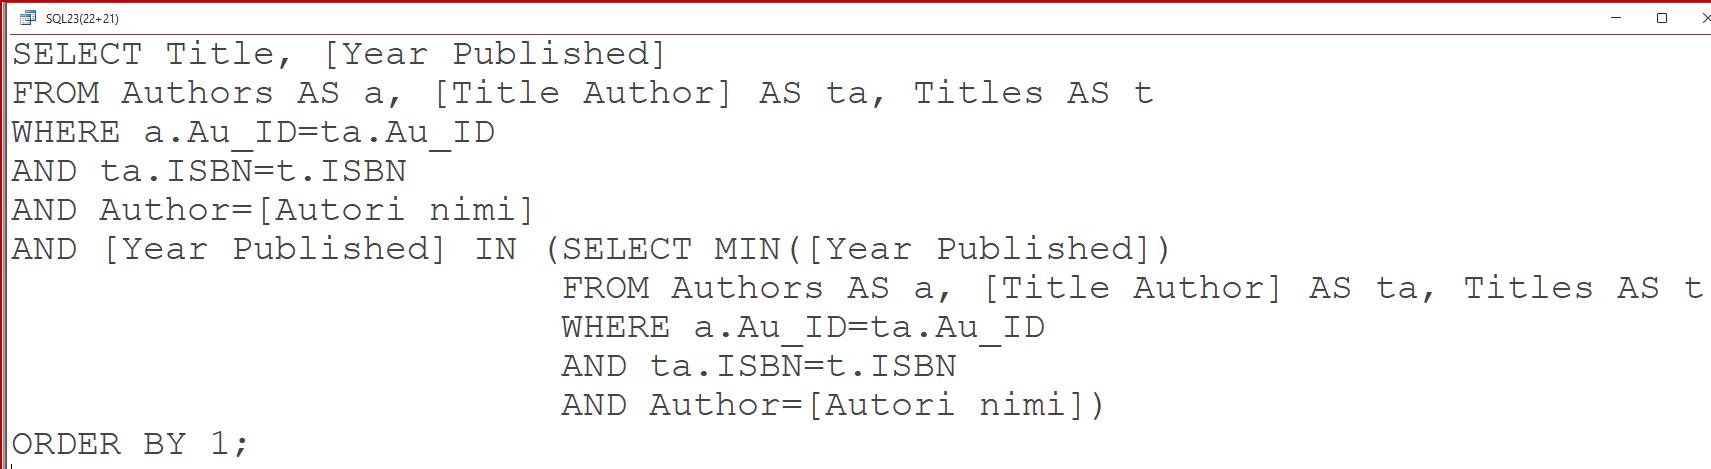 SQL23(22+21)
SELECT Title, [Year Published]
FROM Authors AS a, [Title Author] AS ta, Titles AS t
WHERE a.Au_ID=ta.Au_ID
AND ta.ISBN=t.ISBN
AND Author=[Autori nimi]
AND [Year Published] IN (SELECT MIN([Year Published])
FROM Authors AS a, [Title Author] AS ta, Titles AS t
WHERE a.Au_ID=ta.Au_ID
AND ta.ISBN=t.ISBN
AND Author=[Autori nimi])
ORDER BY 1;